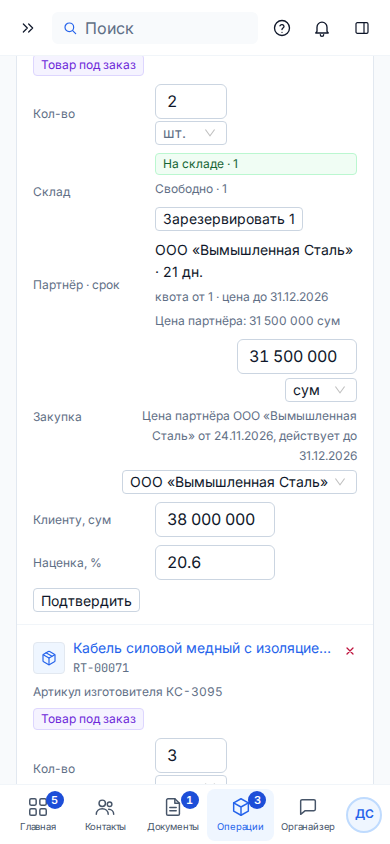 Поиск
Товар под заказ
Кол-во
2
шт.
Склад
На складе · 1
Свободно · 1
Зарезервировать 1
Партнёр · срок
ООО «Вымышленная Сталь»
· 21 дн.
квота от 1 · цена до 31.12.2026
Цена партнёра: 31 500 000 сум
Закупка
31 500 000
сум
Цена партнёра ООО «Вымышленная
Сталь» от 24.11.2026, действует до
31.12.2026
ООО «Вымышленная Сталь»
Клиенту, сум
38 000 000
Наценка, %
20.6
Подтвердить
Кабель силовой медный с изоляцие...
RT-00071
Артикул изготовителя КС-3095
Товар под заказ
Кол-во
3
5
1
3
Главная
Контакты
Документы
Операции
Органайзер
ДС